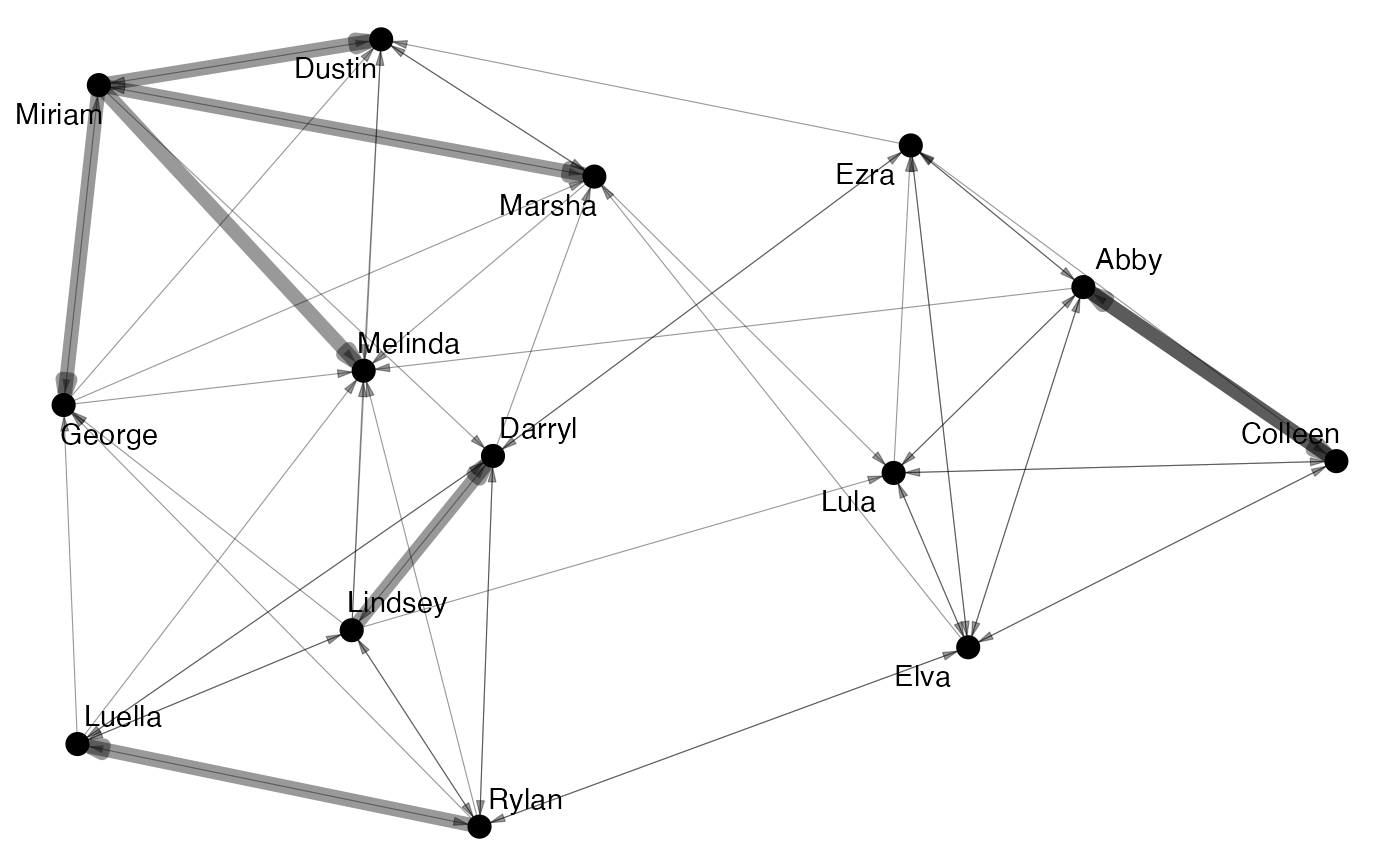 Dustin
Miriam
Ezra
Marsha
Abby
Melinda
Darryl
George
Colleen
Lula
Lindsey
Elva
Luella
Rylan